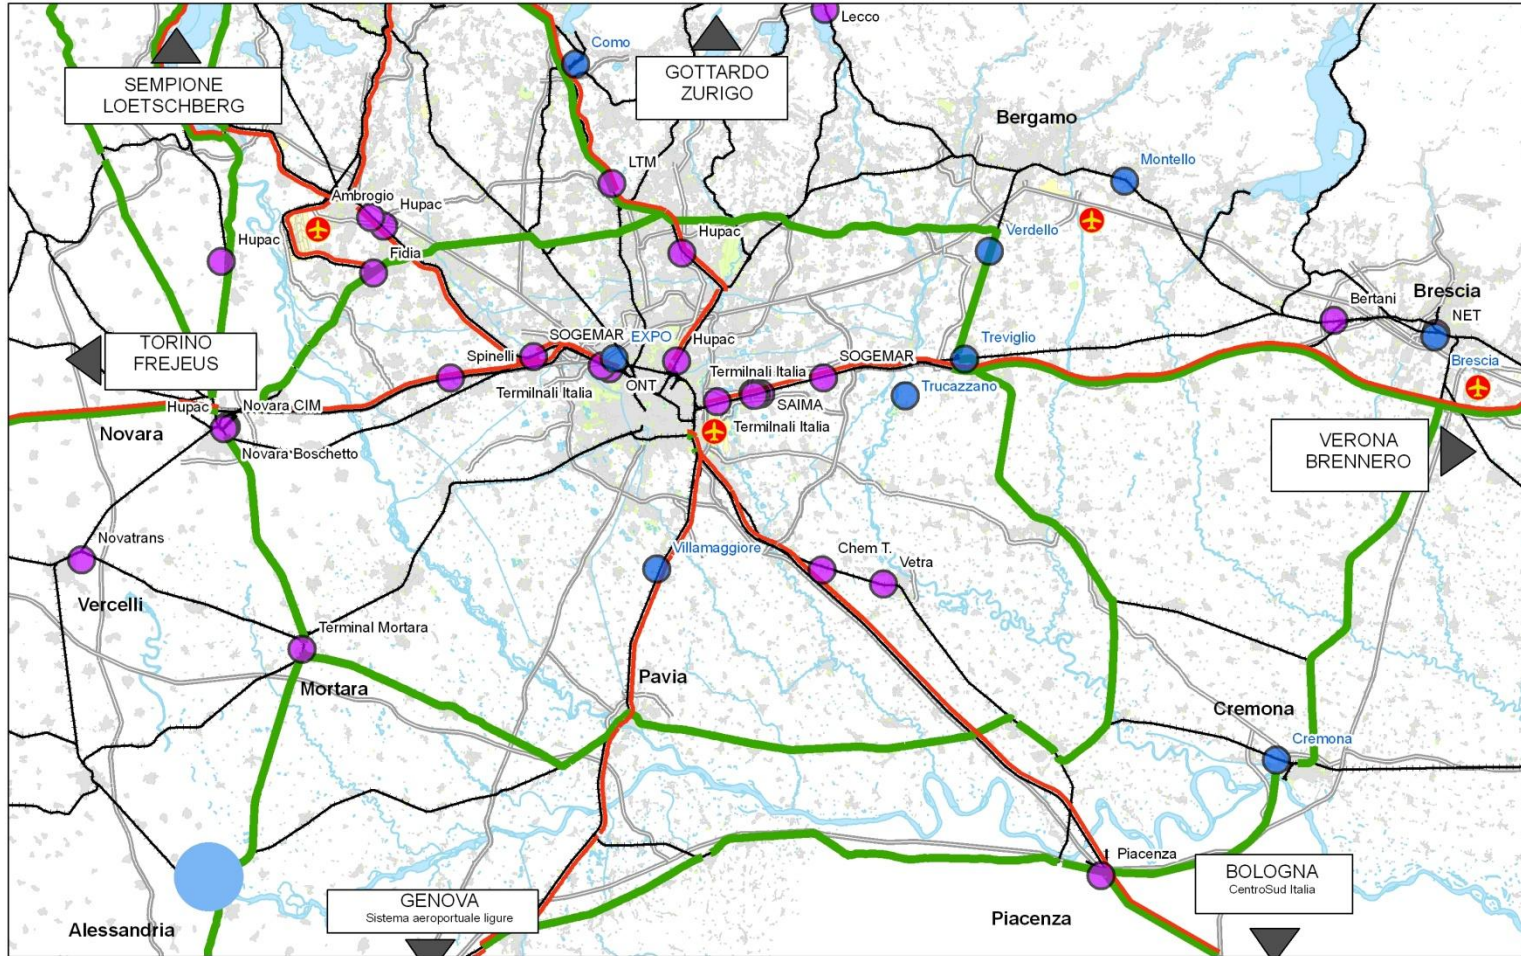 Lecco
Como
SEMPIONE
LOETSCHBERG
GOTTARDO
ZURIGO
Bergamo
Montello
LTM
Ambrogio
Hupac
Hupac
Fidia
Hupac
Verdello
Brescia
Bertani
NET
TORINO
FREJEUS
SOGEMAR
EXPO
Hupac
Treviglio
Spinelli
SOGEMAR
Brescia
Termilnali Italia
Termilnali Italia
ONT
Trucazzano
SAIMA
Hupac
Novara CIM
Termilnali Italia
Novara
Novara Boschetto
VERONA
BRENNERO
Novatrans
Villamaggiore
Chem T.
Vetra
Vercelli
Terminal Mortara
Mortara
Pavia
Cremona
Cremona
Piacenza
BOLOGNA
CentroSud Italia
GENOVA
Sistema aeroportuale ligure
Piacenza
Alessandria